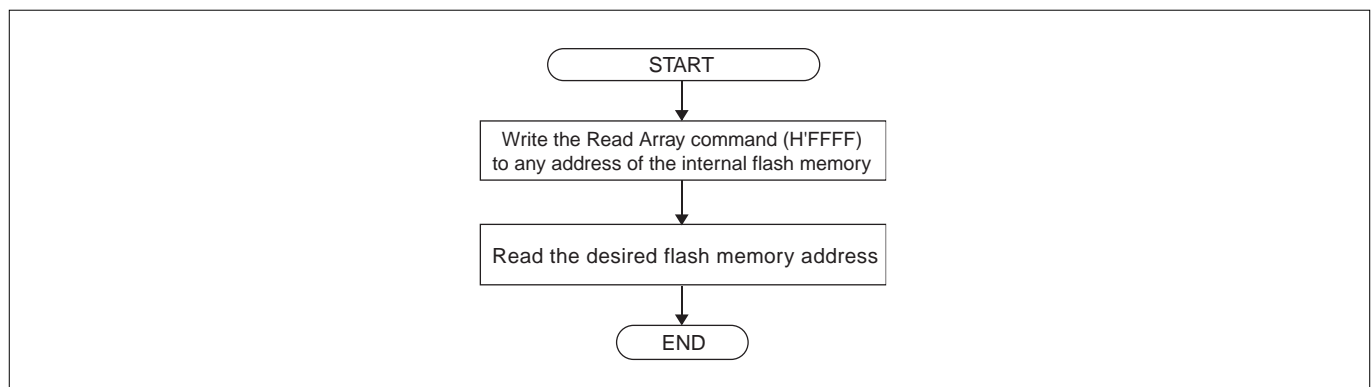 START
Write the Read Array command (H'FFFF)
to any address of the internal flash memory
Read the desired flash memory address
END